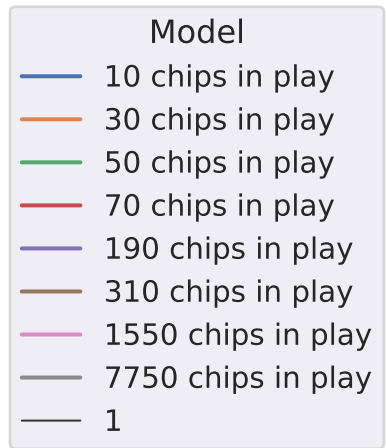 Model
10 chips in play
30 chips in play
50 chips in play
70 chips in play
190 chips in play
310 chips in play
1550 chips in play
7750 chips in play
1